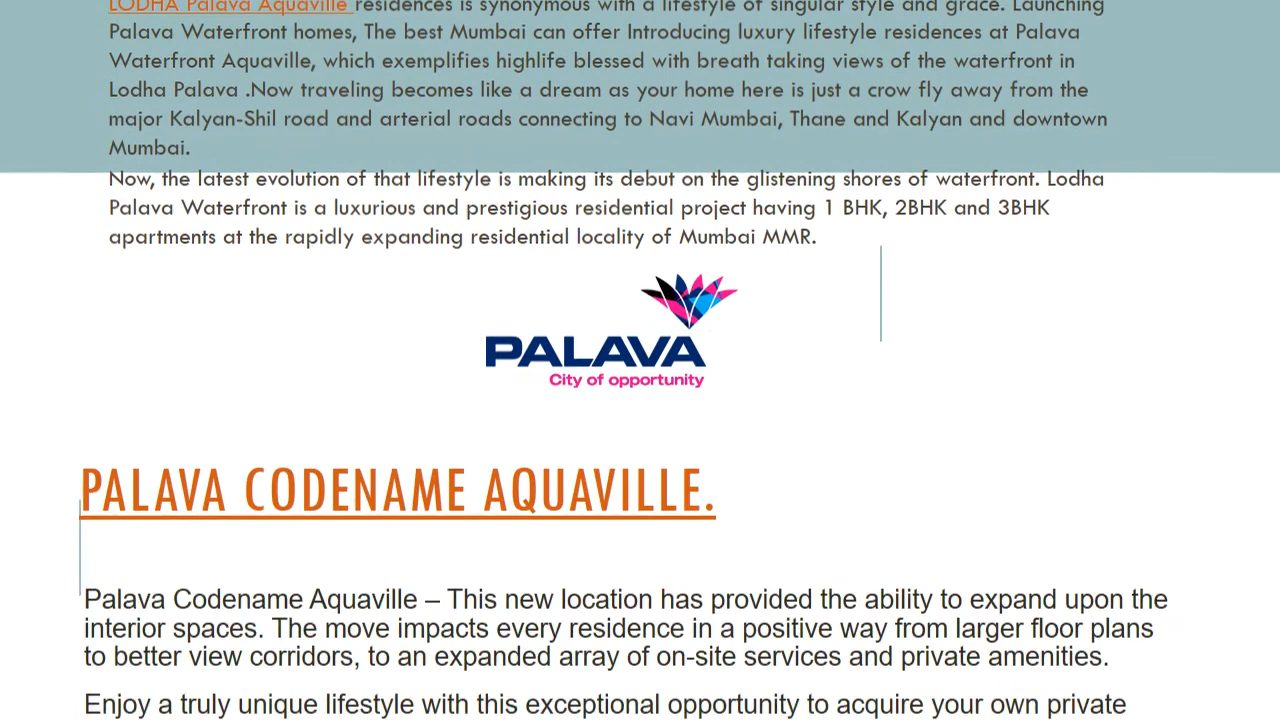 LODHA Palava Aquaville residences is synonymous with a lifestyle of singular style and grace. Launching
Palava Waterfront homes, The best Mumbai can offer Introducing luxury lifestyle residences at Palava
Waterfront Aquaville, which exemplifies highlife blessed with breath taking views of the waterfront in
Lodha Palava .Now traveling becomes like a dream as your home here is just a crow fly away from the
major Kalyan-Shil road and arterial roads connecting to Navi Mumbai, Thane and Kalyan and downtown
Mumbai.
Now, the latest evolution of that lifestyle is making its debut on the glistening shores of waterfront. Lodha
Palava Waterfront is a luxurious and prestigious residential project having 1 BHK, 2BHK and 3BHK
apartments at the rapidly expanding residential locality of Mumbai MMR.
PALAVA
City of opportunity
PALAVA CODENAME AQUAVILLE.
Palava Codename Aquaville – This new location has provided the ability to expand upon the
interior spaces. The move impacts every residence in a positive way from larger floor plans
to better view corridors, to an expanded array of on-site services and private amenities.
Enjoy a truly unique lifestyle with this exceptional opportunity to acquire your own private